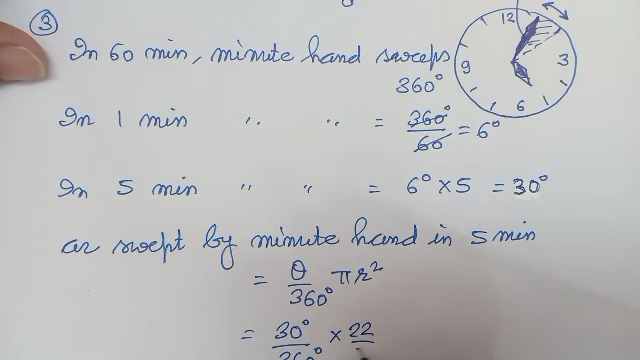 3
In 60 min, minute hand sweeps
360°
In 1 min " " = 360°/60 = 6°
In 5 min " " = 6° × 5 = 30°
ar swept by minute hand in 5 min
= θ/360° πr²
= 30°/360° × 22
12
3
6
9